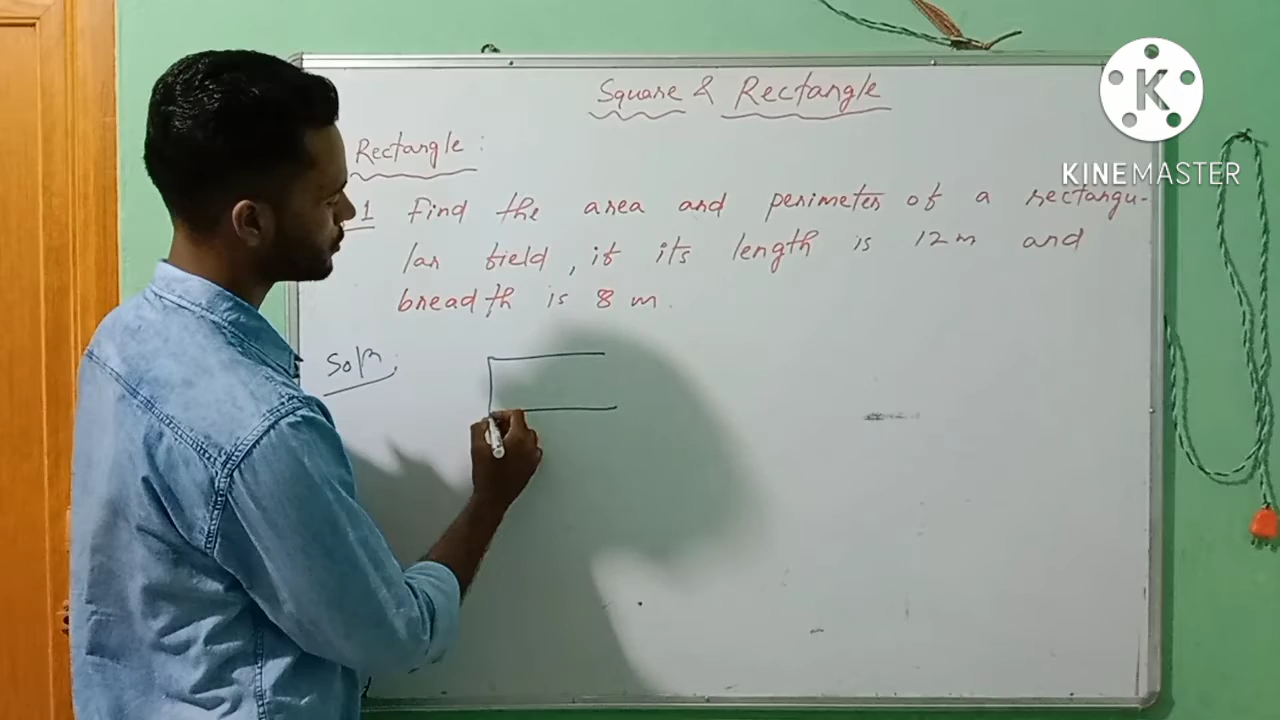 Square & Rectangle
Rectangle:
1 Find the area and perimeter of a rectangu-
lar field, if its length is 12m and
breadth is 8 m.
Soln:
K
KINEMASTER